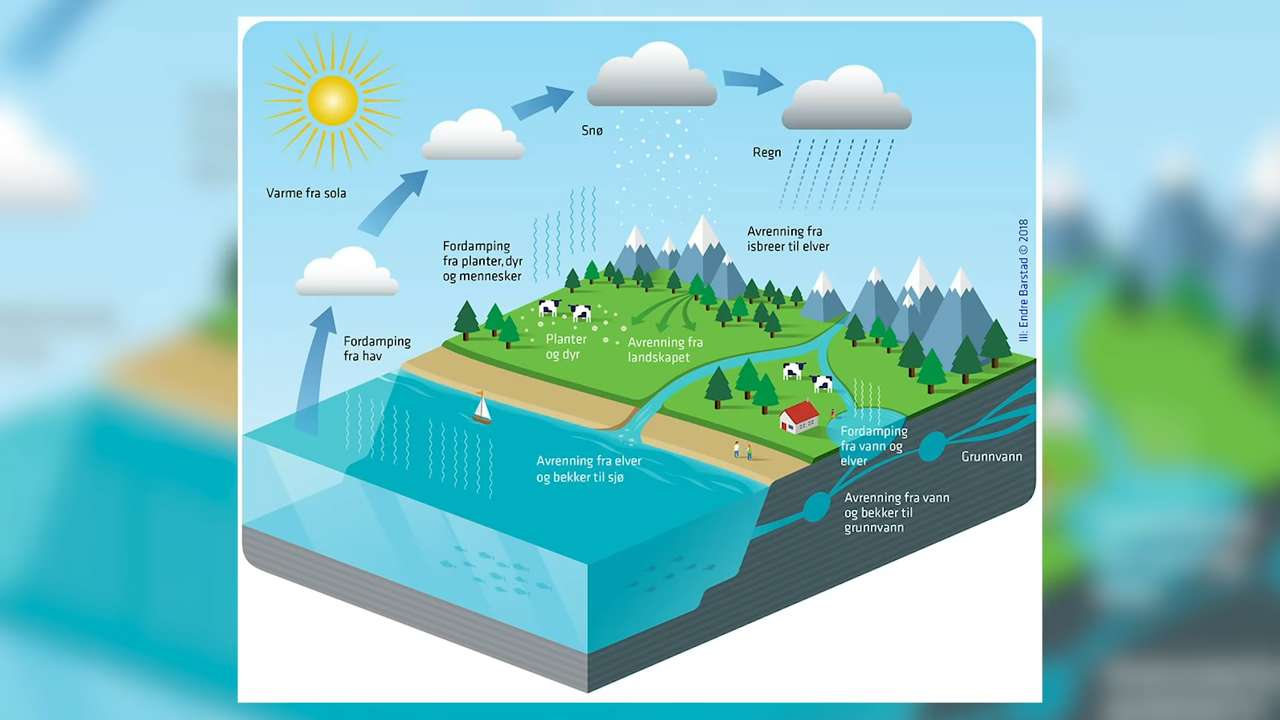 Snø
Regn
Varme fra sola
Fordamping
fra planter, dyr
og mennesker
Avrenning fra
isbreer til elver
Ill: Endre Barstad © 2018
Fordamping
fra hav
Planter
og dyr
Avrenning fra
landskapet
Fordamping
fra vann og
elver
Grunnvann
Avrenning fra elver
og bekker til sjø
Avrenning fra vann
og bekker til
grunnvann